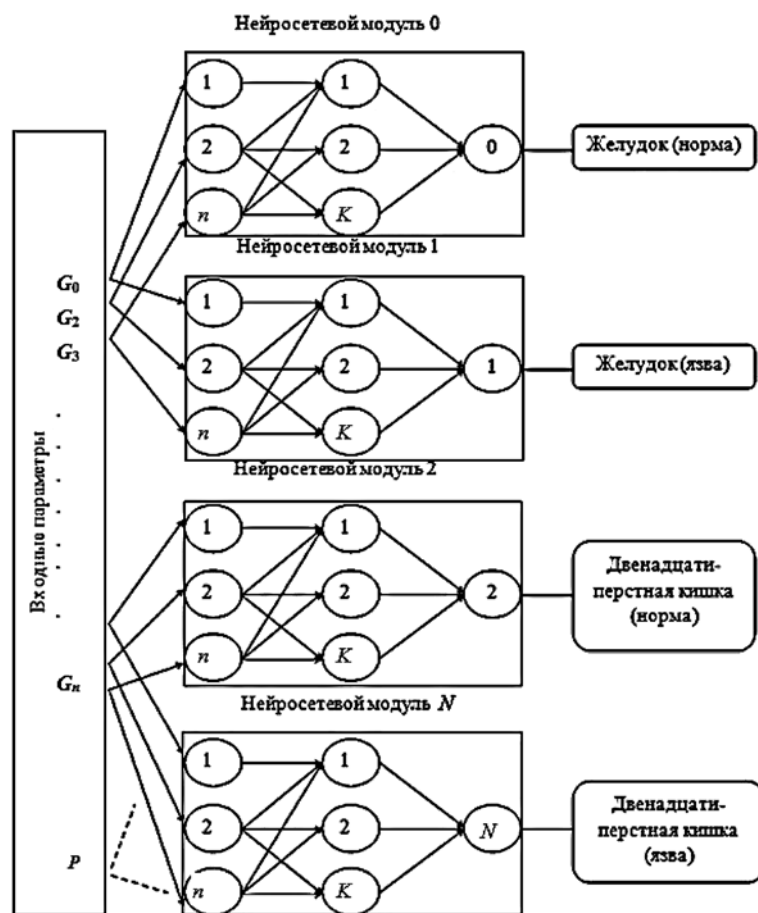 Нейросетевой модуль 0
1
1
2
2
0
n
K
Желудок (норма)
Нейросетевой модуль 1
1
1
2
2
1
n
K
Желудок (язва)
Нейросетевой модуль 2
1
1
2
2
2
n
K
Двенадцати-
перстная кишка
(норма)
Нейросетевой модуль N
1
1
2
2
N
n
K
Двенадцати-
перстная кишка
(язва)
Входные параметры
G0
G2
G3
Gn
P